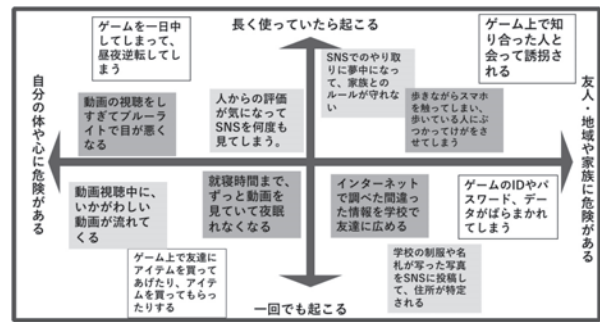 ゲームを一日中
してしまって、
昼夜逆転してし
まう
長く使っていたら起こる
ゲーム上で知
り合った人と
会って誘拐され
る
SNSでのやり取
りに夢中になっ
て、家族との
ルールが守れな
い
自分の体や心に危険がある
動画の視聴をし
すぎてブルーラ
イトで目が悪く
なる
人からの評価
が気になって
SNSを何度も
見てしまう。
歩きながらスマホ
を触ってしまい、
歩いている人にぶ
つかってけがをさ
せてしまう
友人・地域や家族に危険がある
動画視聴中に、
いかがわしい
動画が流れて
くる
就寝時間まで、
ずっと動画を
見ていて夜眠
れなくなる
インターネット
で調べた間違っ
た情報を学校で
友達に広める
ゲームのIDやパ
スワード、デー
タがばらまかれ
てしまう
ゲーム上で友達に
アイテムを買って
あげたり、アイテ
ムを買ってもらっ
たりする
一回でも起こる
学校の制服や名
札が写った写真
をSNSに投稿し
て、住所が特定
される